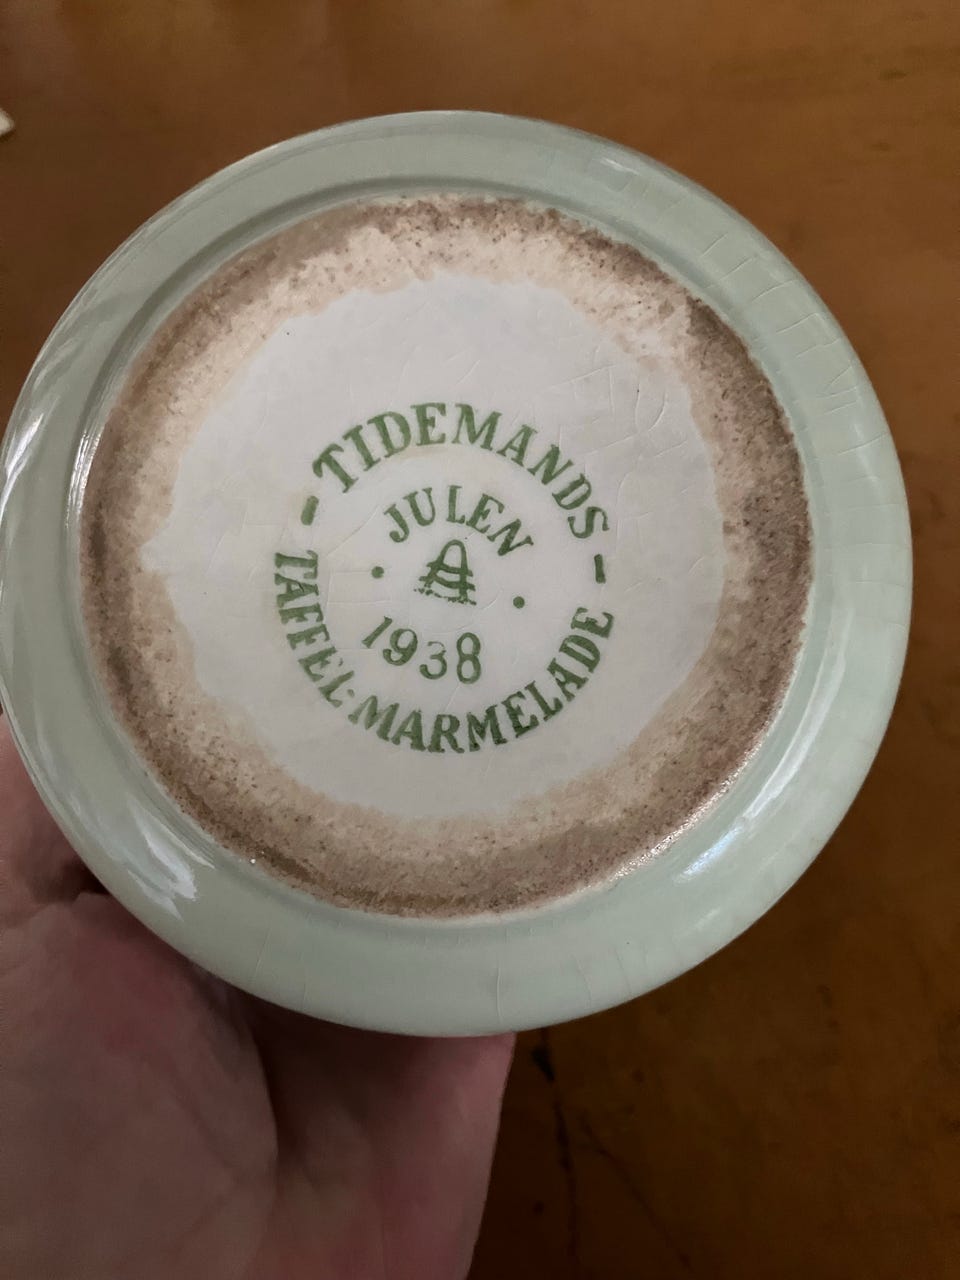 TIDEMANDS
JULEN
1938
TAFFEL-MARMELADE